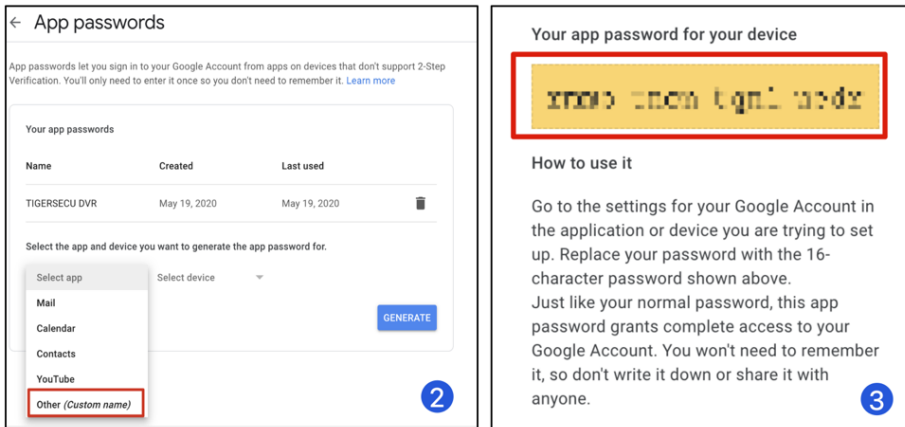 ← App passwords
App passwords let you sign in to your Google Account from apps on devices that don't support 2-Step
Verification. You'll only need to enter it once so you don't need to remember it. Learn more
Your app passwords
Name Created Last used
TIGERSECU DVR May 19, 2020 May 19, 2020
Select the app and device you want to generate the app password for.
Select app Select device
Mail
Calendar
Contacts
YouTube
Other (Custom name)
GENERATE
2
Your app password for your device
How to use it
Go to the settings for your Google Account in
the application or device you are trying to set
up. Replace your password with the 16-
character password shown above.
Just like your normal password, this app
password grants complete access to your
Google Account. You won't need to remember
it, so don't write it down or share it with
anyone.
3